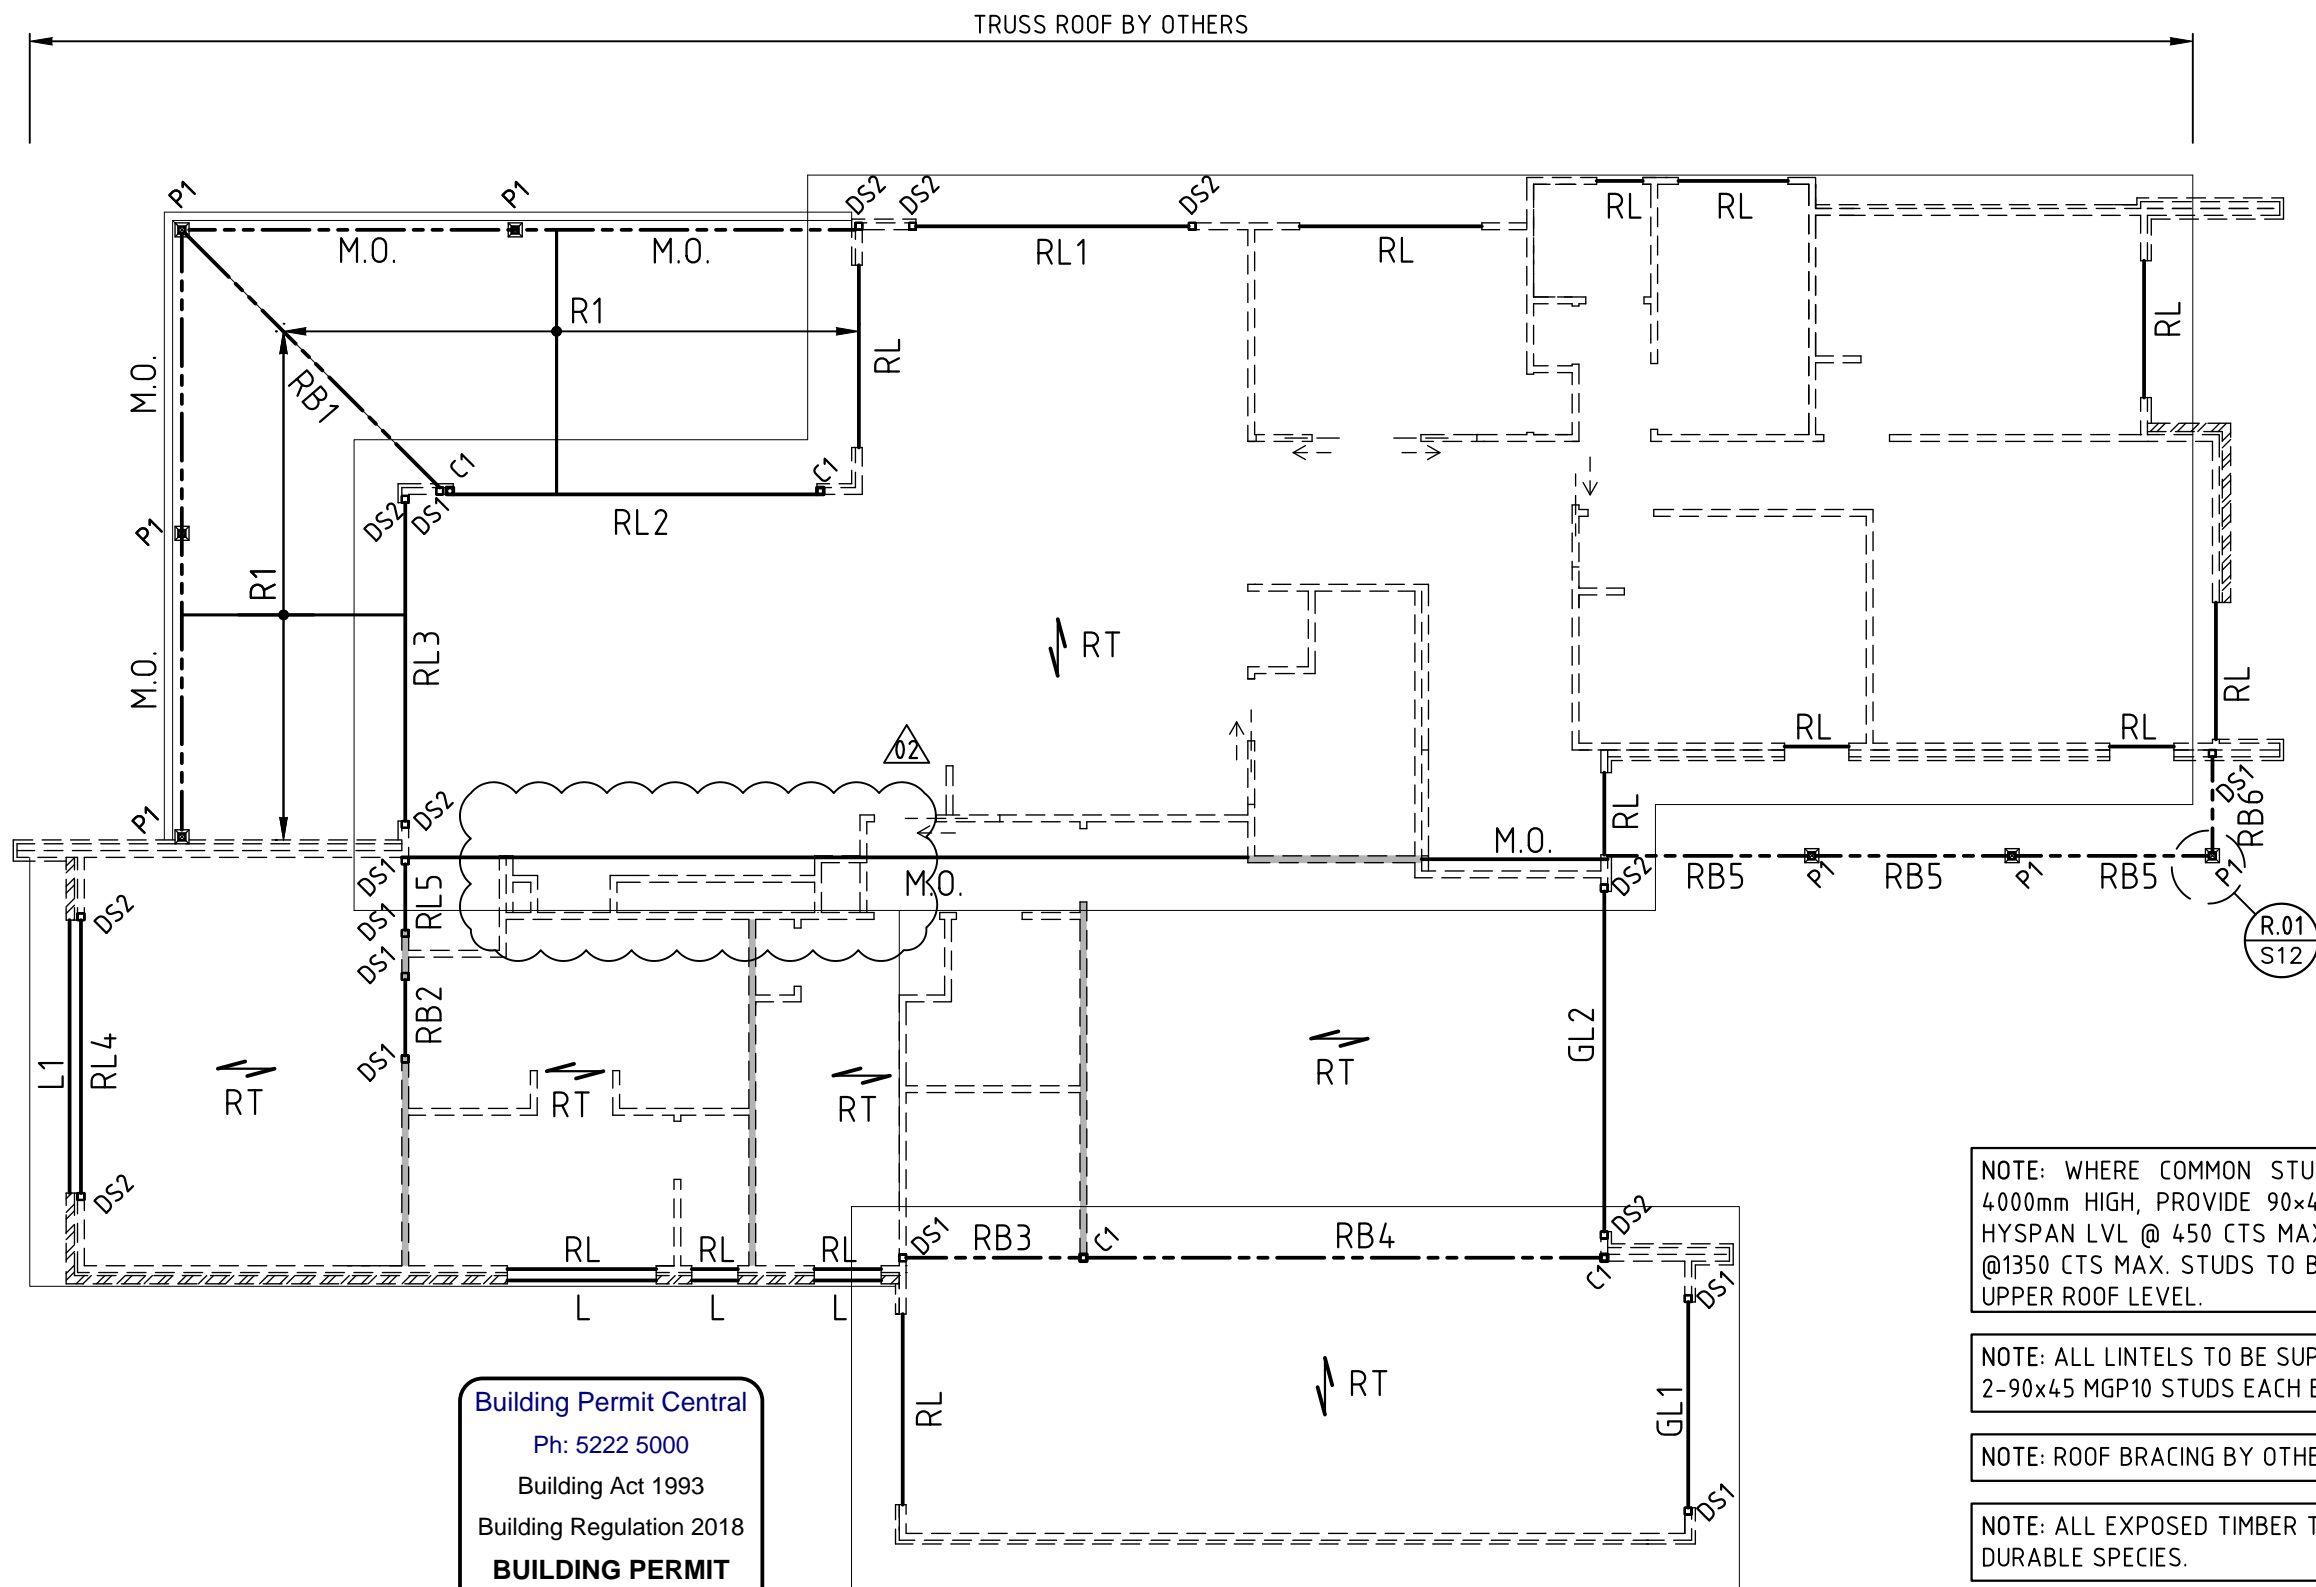 TRUSS ROOF BY OTHERS
P1
P1
DS2
DS2
DS2
RL
RL
M.O.
M.O.
RL1
RL
R1
RL
RL
M.O.
RB1
C1
C1
DS2
DS1
RL2
P1
R1
RL3
RT
M.O.
RL
02
RL
RL
DS1
RB6
P1
DS2
RL
M.O.
DS1
RL5
M.O.
DS2
RB5
P1
RB5
P1
RB5
P1
DS2
DS1
R.01
S12
DS1
RB2
GL2
L1
RL4
RT
RT
RT
RT
DS1
DS2
DS2
RL
RL
RL
DS1
RB3
C1
RB4
C1
DS1
L
L
L
RL
RT
GL1
DS1
NOTE: WHERE COMMON STU
4000mm HIGH, PROVIDE 90x4
HYSPAN LVL @ 450 CTS MAX
@1350 CTS MAX. STUDS TO B
UPPER ROOF LEVEL.
NOTE: ALL LINTELS TO BE SUP
2-90x45 MGP10 STUDS EACH E
NOTE: ROOF BRACING BY OTHE
NOTE: ALL EXPOSED TIMBER T
DURABLE SPECIES.
Building Permit Central
Ph: 5222 5000
Building Act 1993
Building Regulation 2018
BUILDING PERMIT